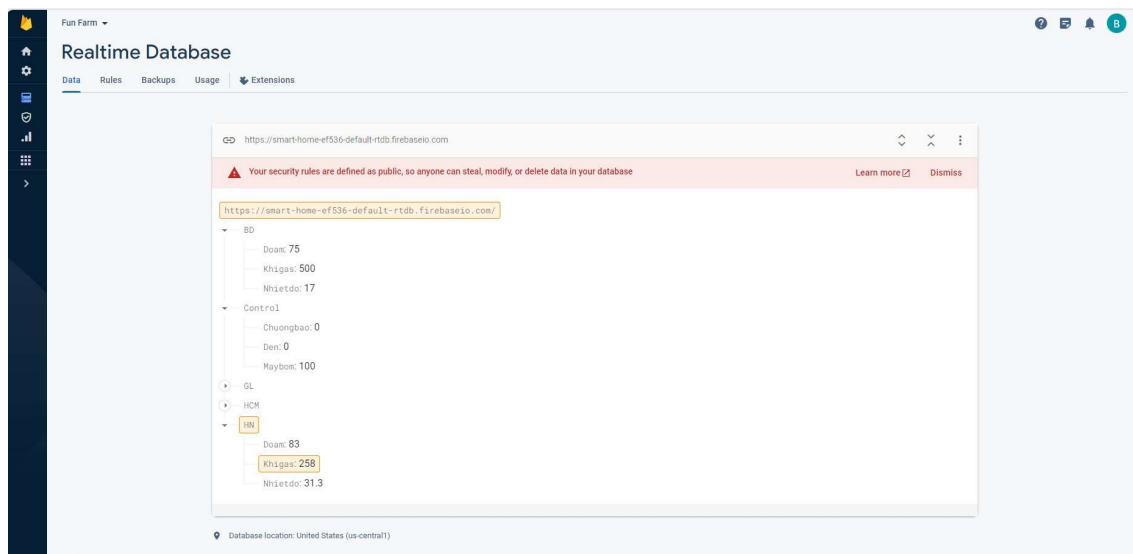 Fun Farm
B
Realtime Database
Data Rules Backups Usage Extensions
https://smart-home-ef536-default-rtdb.firebaseio.com
Your security rules are defined as public, so anyone can steal, modify, or delete data in your database Learn more Dismiss
https://smart-home-ef536-default-rtdb.firebaseio.com/
BD
Doam: 75
Khigas: 500
Nhietdo: 17
Control
Chuongbao: 0
Den: 0
Maybom: 100
GL
HCM
HN
Doam: 83
Khigas: 258
Nhietdo: 31.3
Database location: United States (us-central1)